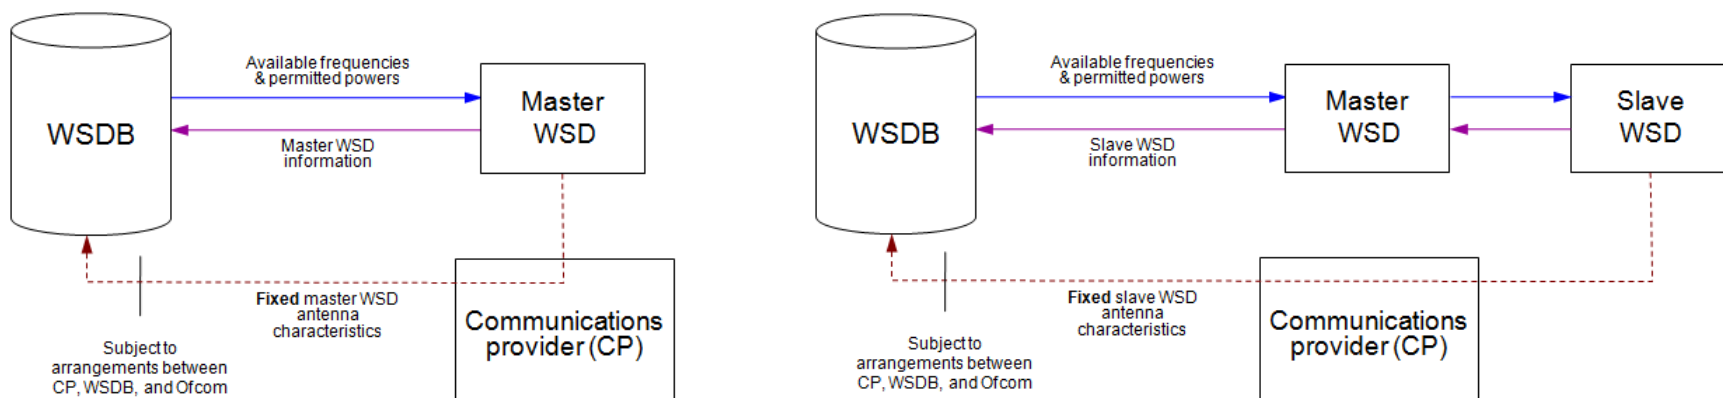 Available frequencies
& permitted powers
WSDB
Master
WSD
Master WSD
information
Fixed master WSD
antenna
characteristics
Communications
provider (CP)
Subject to
arrangements between
CP, WSDB, and Ofcom
Available frequencies
& permitted powers
WSDB
Master
WSD
Slave
WSD
Slave WSD
information
Fixed slave WSD
antenna
characteristics
Communications
provider (CP)
Subject to
arrangements between
CP, WSDB, and Ofcom